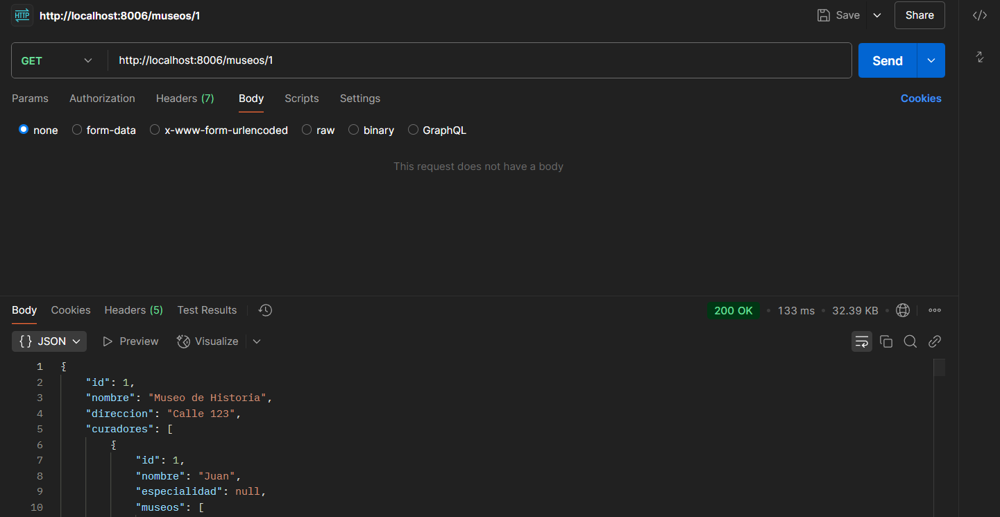 HTTP http://localhost:8006/museos/1 Save Share
GET http://localhost:8006/museos/1 Send
Params Authorization Headers (7) Body Scripts Settings Cookies
none form-data x-www-form-urlencoded raw binary GraphQL
This request does not have a body
Body Cookies Headers (5) Test Results 200 OK • 133 ms • 32.39 KB •
{} JSON Preview Visualize
1 {
2 "id": 1,
3 "nombre": "Museo de Historia",
4 "direccion": "Calle 123",
5 "curadores": [
6 {
7 "id": 1,
8 "nombre": "Juan",
9 "especialidad": null,
10 "museos": [